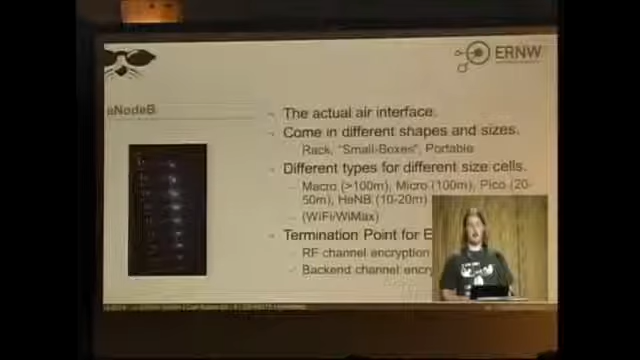 ERNW
eNodeB
- The actual air interface.
- Come in different shapes and sizes.
- Rack, "Small-Boxes", Portable
- Different types for different size cells.
- Macro (>100m), Micro (100m), Pico (20-
50m), HeNB (10-20m)
- (WiFi/WiMax)
- Termination Point for E
- RF channel encryption
- Backend channel encry